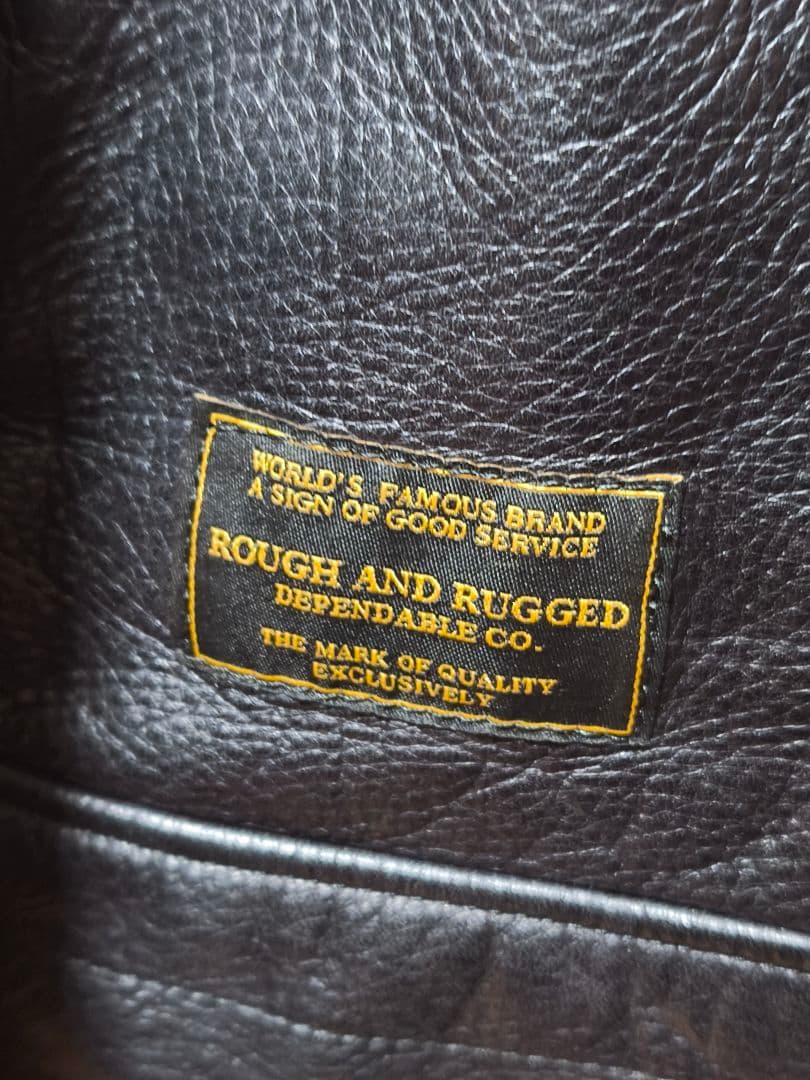 WORLD'S FAMOUS BRAND
A SIGN OF GOOD SERVICE
ROUGH AND RUGGED
DEPENDABLE CO.
THE MARK OF QUALITY
EXCLUSIVELY